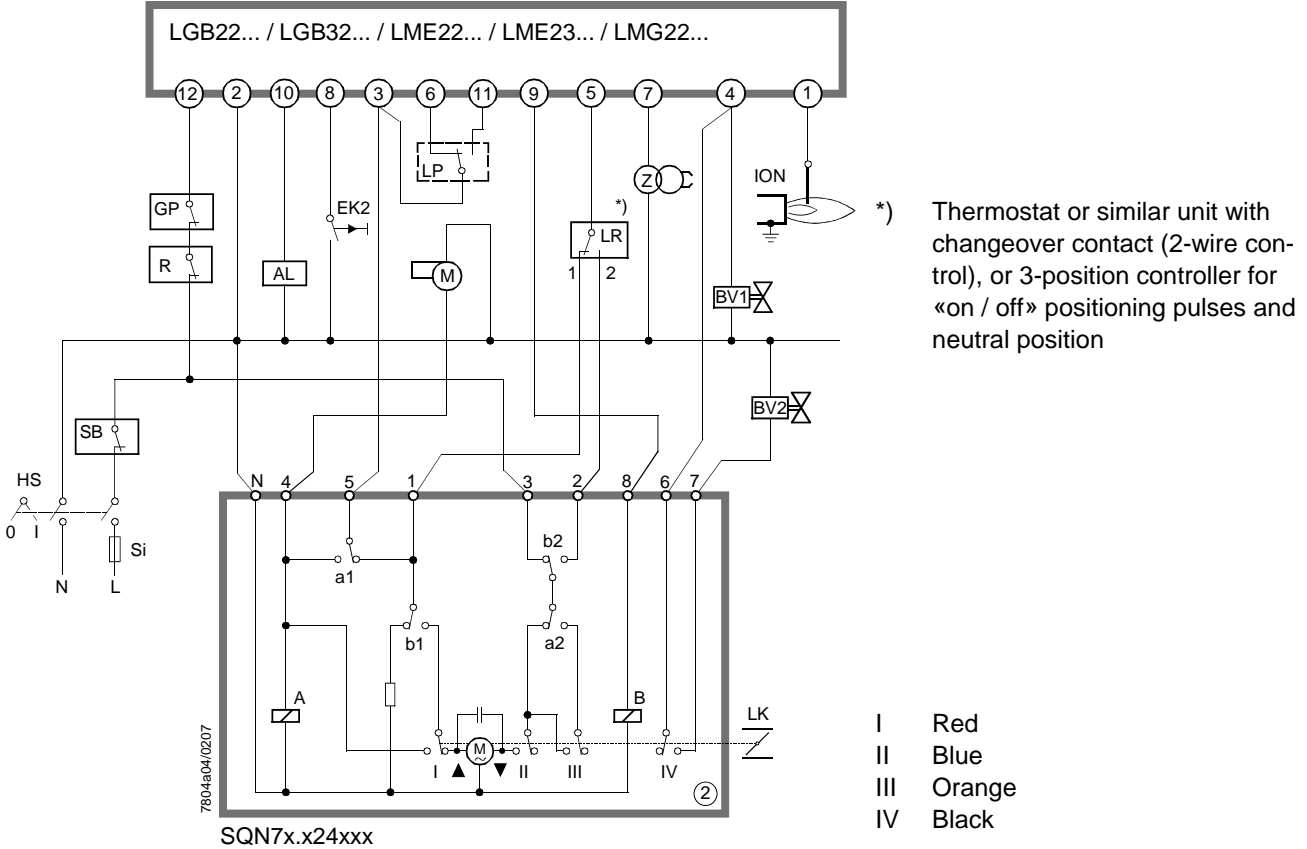 LGB22... / LGB32... / LME22... / LME23... / LMG22...
12 2 10 8 3 6 11 9 5 7 4 1
LP
Z
ION
GP
EK2
*)
LR
*) Thermostat or similar unit with
changeover contact (2-wire con-
trol), or 3-position controller for
«on / off» positioning pulses and
neutral position
R
AL
M
1 2
BV1
BV2
SB
HS
0 I
Si
N L
N 4 5 1 3 2 8 6 7
a1
b2
b1
a2
A
B
LK
M
~
I ▲ ▼ II III IV
2
7804a04/0207
SQN7x.x24xxx
I Red
II Blue
III Orange
IV Black